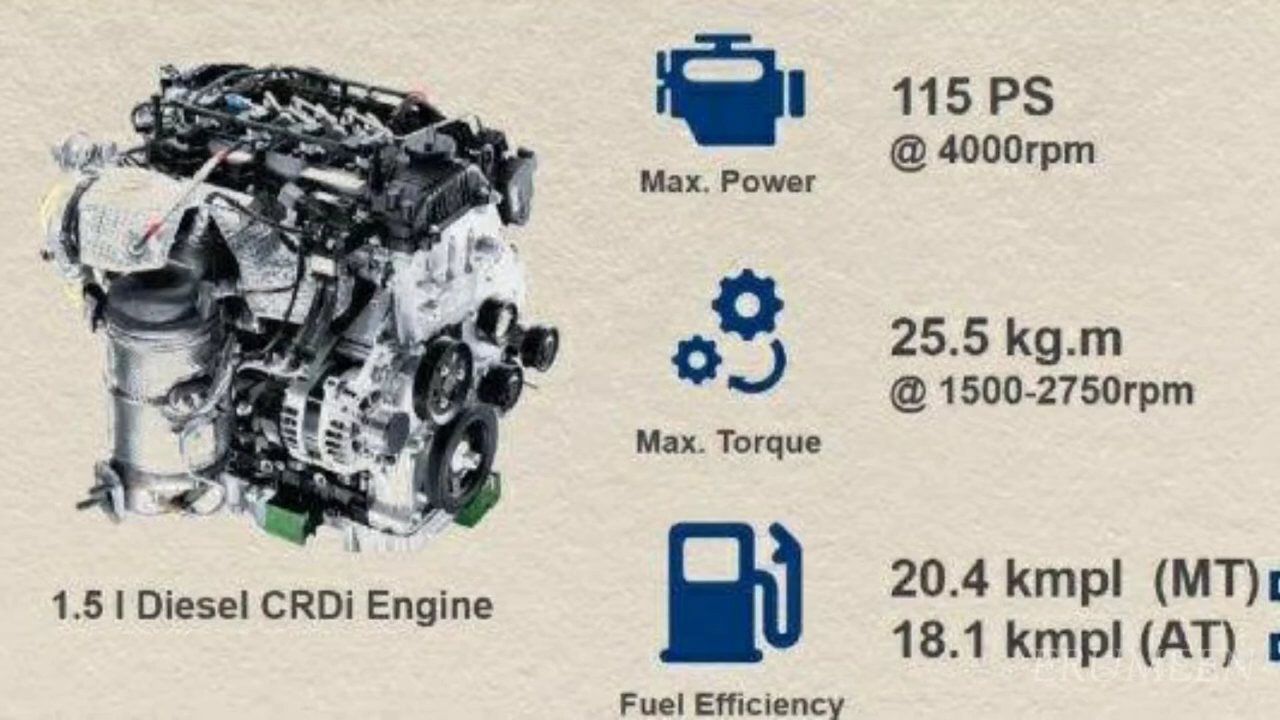 115 PS
@ 4000rpm
Max. Power
25.5 kg.m
@ 1500-2750rpm
Max. Torque
20.4 kmpl (MT)
18.1 kmpl (AT)
Fuel Efficiency
1.5 l Diesel CRDi Engine